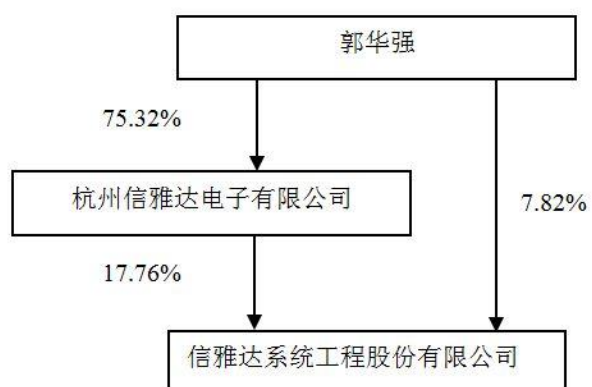 郭华强
75.32%
杭州信雅达电子有限公司
7.82%
17.76%
信雅达系统工程股份有限公司